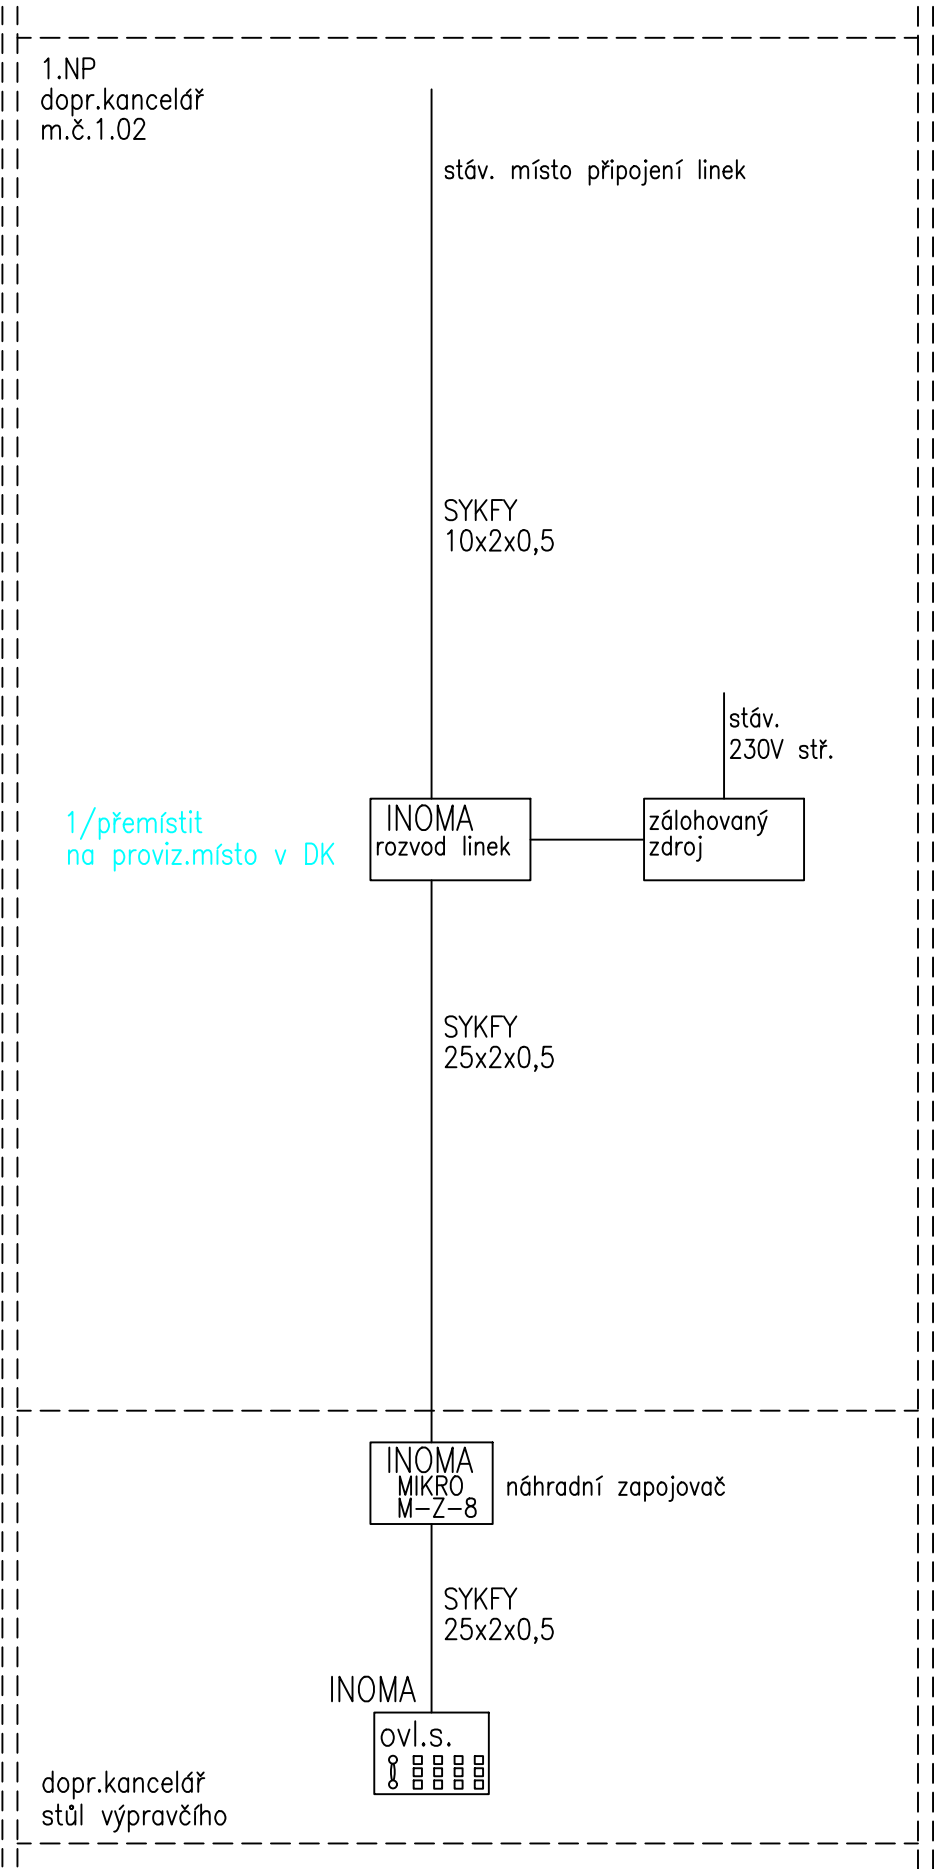 1.NP
dopr.kancelář
m.č.1.02
stáv. místo připojení linek
SYKFY
10x2x0,5
stáv.
230V stř.
1/přemístit
na proviz.místo v DK
INOMA
rozvod linek
zálohovaný
zdroj
SYKFY
25x2x0,5
INOMA
MIKRO
M-Z-8
náhradní zapojovač
SYKFY
25x2x0,5
INOMA
ovl.s.
dopr.kancelář
stůl výpravčího